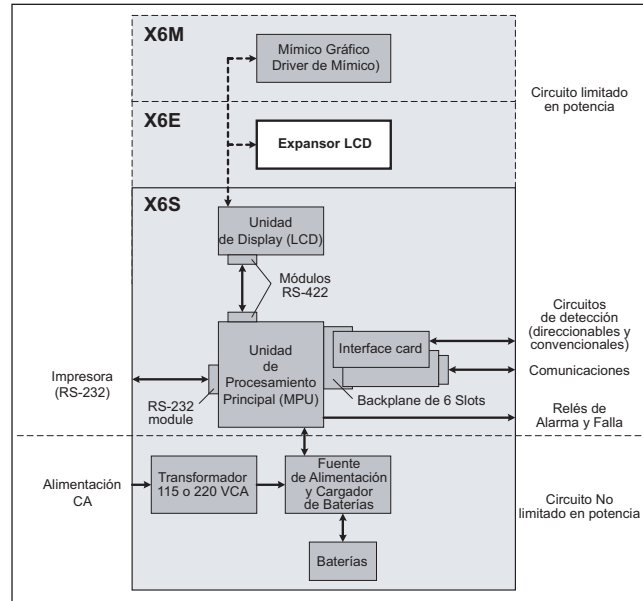 X6M
Mímico Gráfico
Driver de Mímico)
Circuito limitado
en potencia
X6E
Expansor LCD
X6S
Unidad
de Display (LCD)
Módulos
RS-422
Unidad
de
Procesamiento
Principal (MPU)
Interface card
Circuitos
de detección
(direccionables y
convencionales)
Comunicaciones
Impresora
(RS-232)
RS-232
module
Backplane de 6 Slots
Relés de
Alarma y Falla
Alimentación
CA
Transformador
115 o 220 VCA
Fuente
de Alimentación
y Cargador
de Baterías
Circuito No
limitado en potencia
Baterías